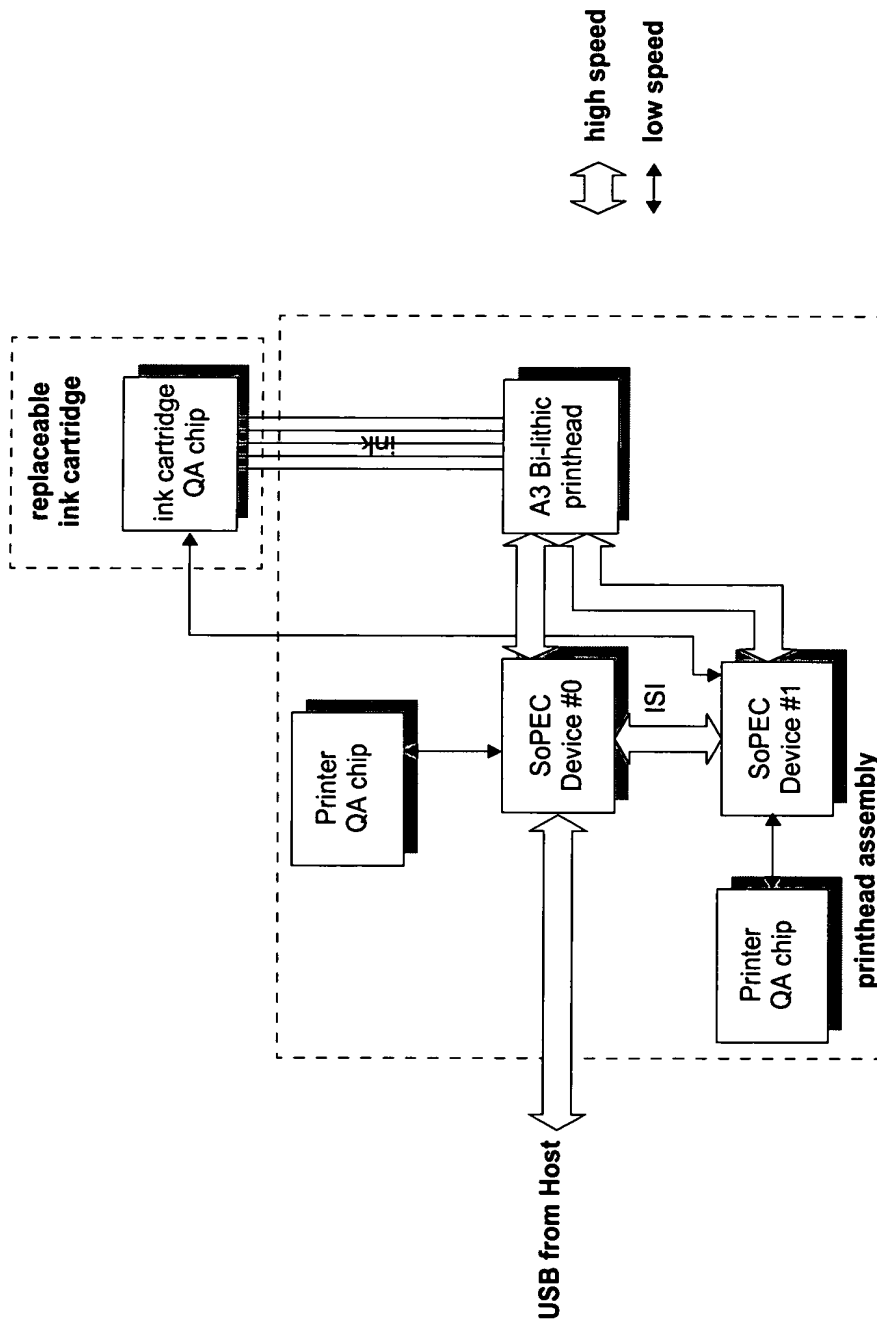 replaceable
ink cartridge
ink cartridge
QA chip
ink
Printer
QA chip
A3 Bi-lithic
printhead
SoPEC
Device #0
USB from Host
ISI
SoPEC
Device #1
Printer
QA chip
printhead assembly
high speed
low speed